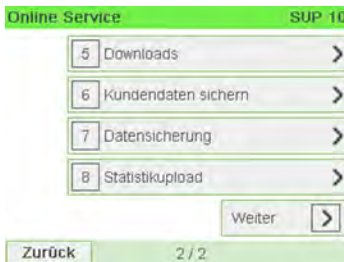 Online Service SUP 10
5 Downloads >
6 Kundendaten sichern >
7 Datensicherung >
8 Statistikupload >
Weiter >
Zurück 2 / 2